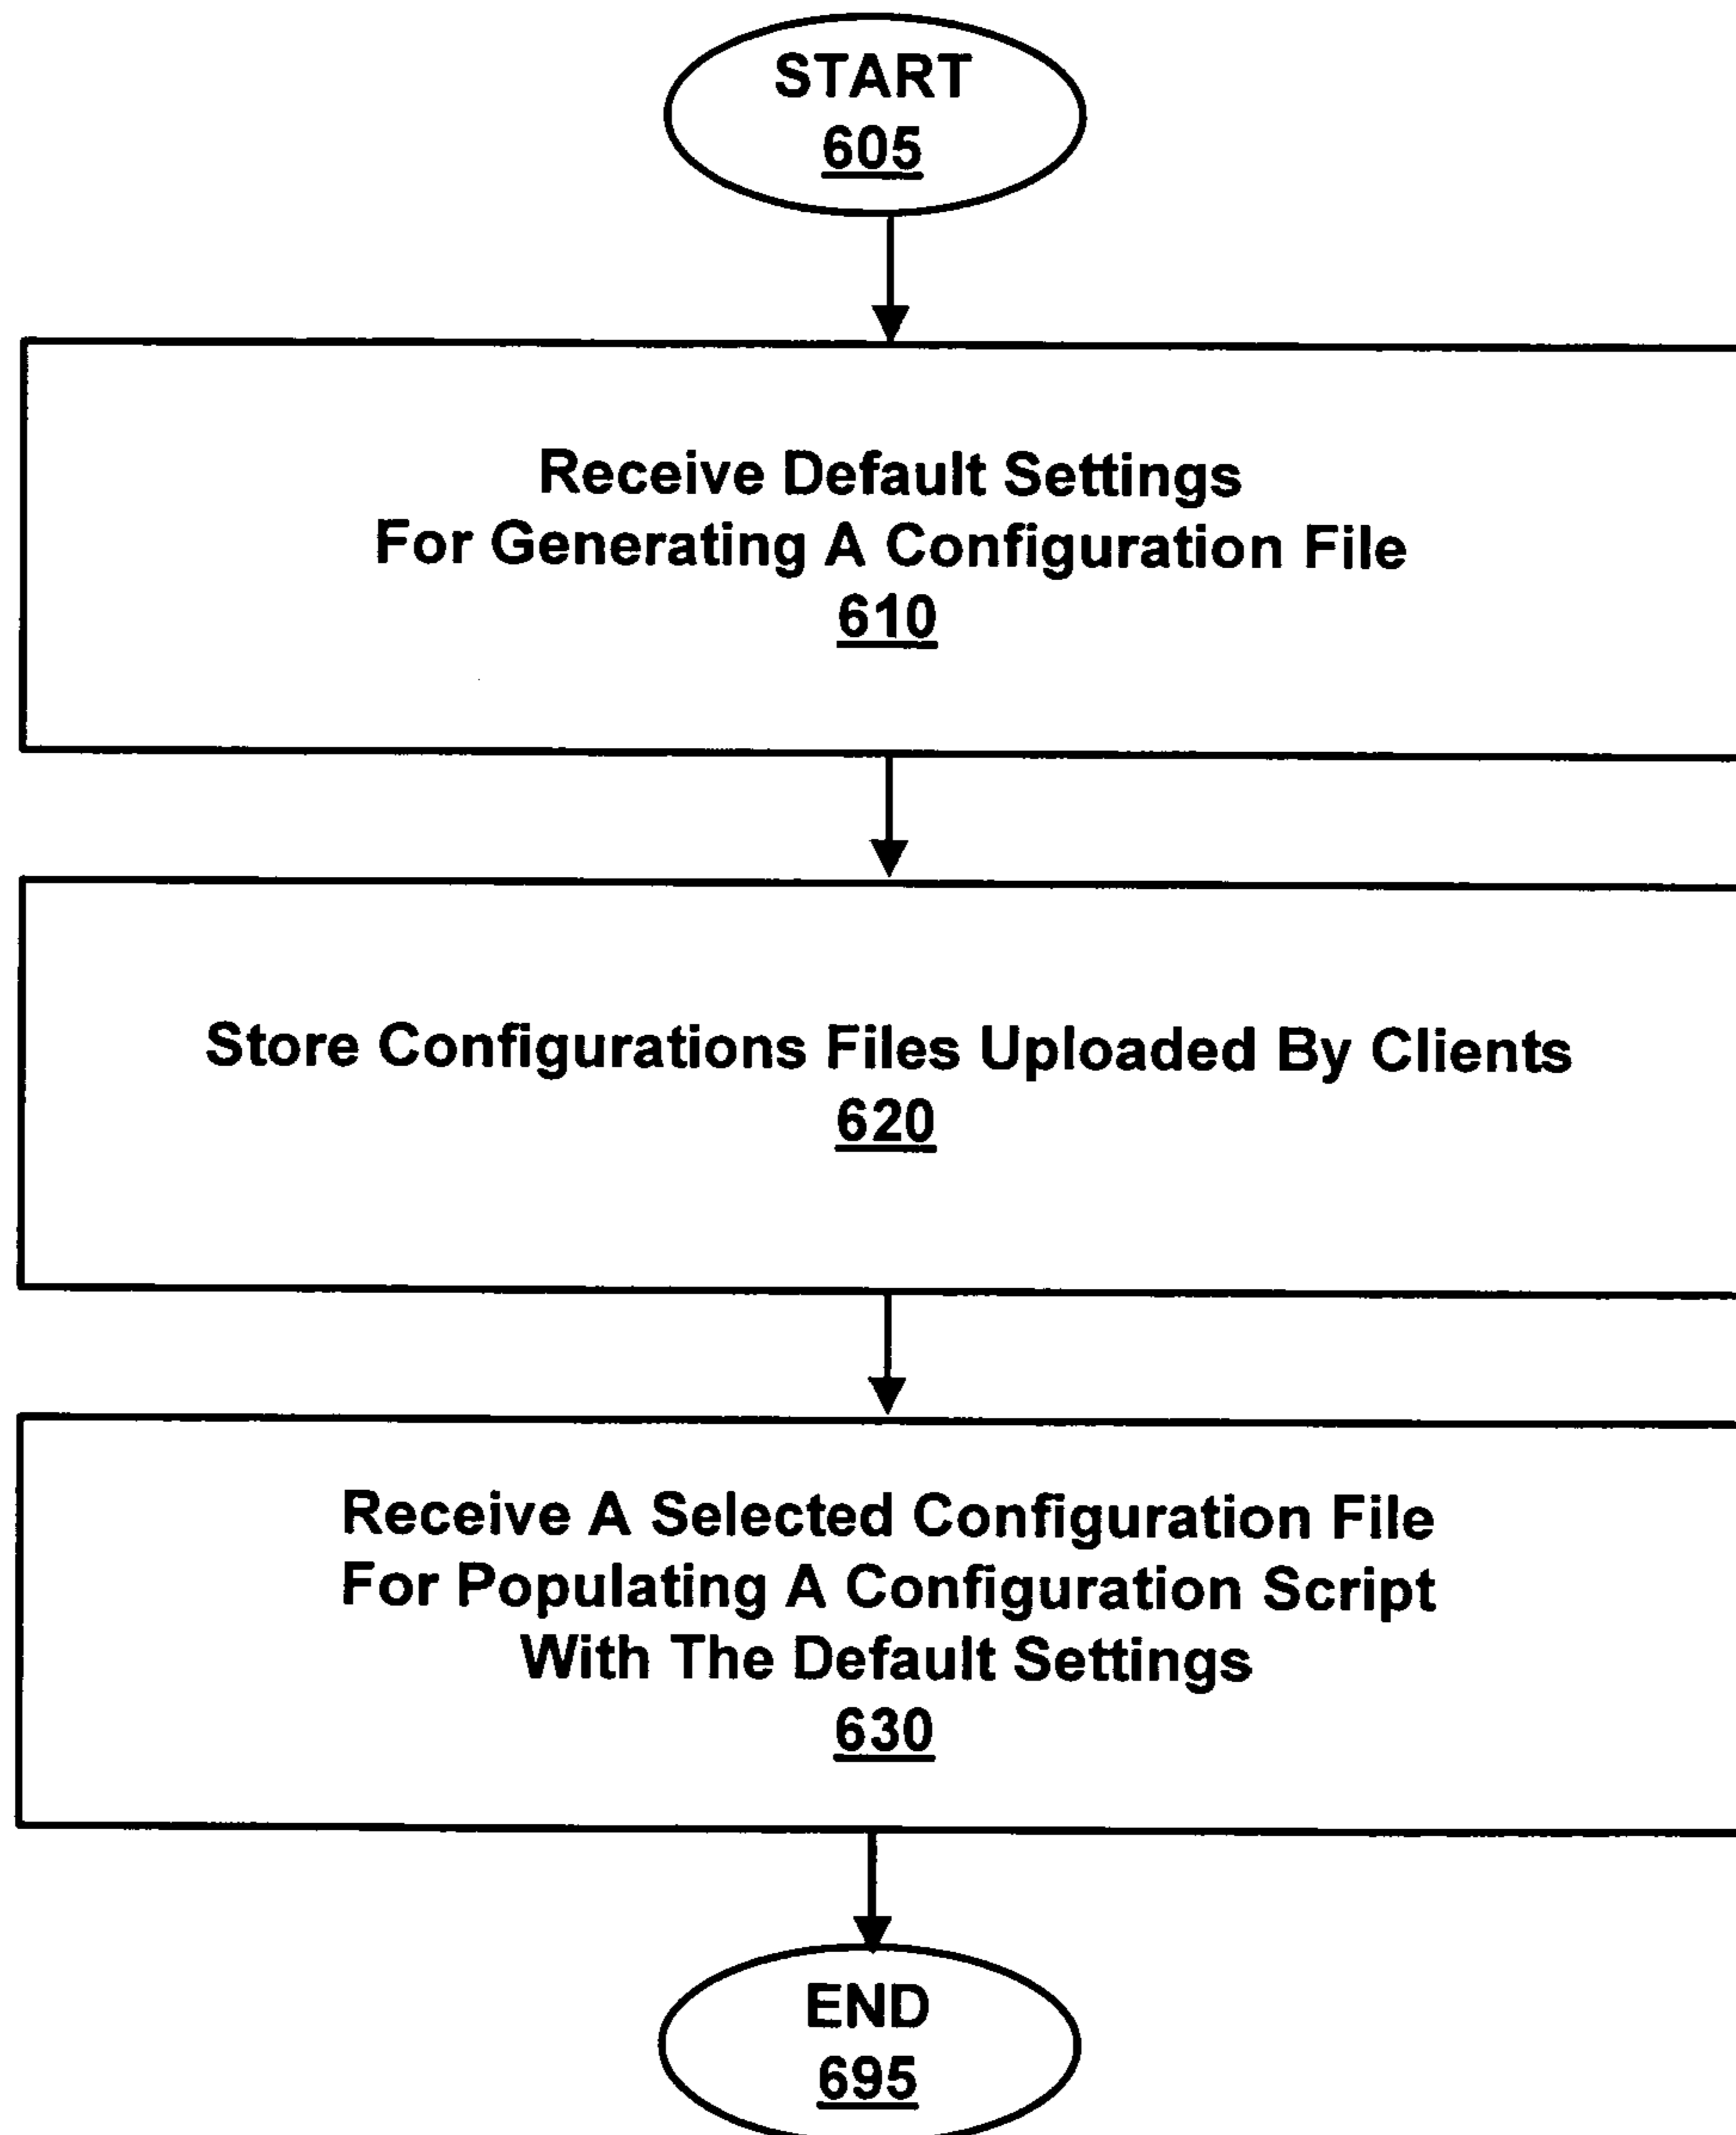 START
605
Receive Default Settings
For Generating A Configuration File
610
Store Configurations Files Uploaded By Clients
620
Receive A Selected Configuration File
For Populating A Configuration Script
With The Default Settings
630
END
695